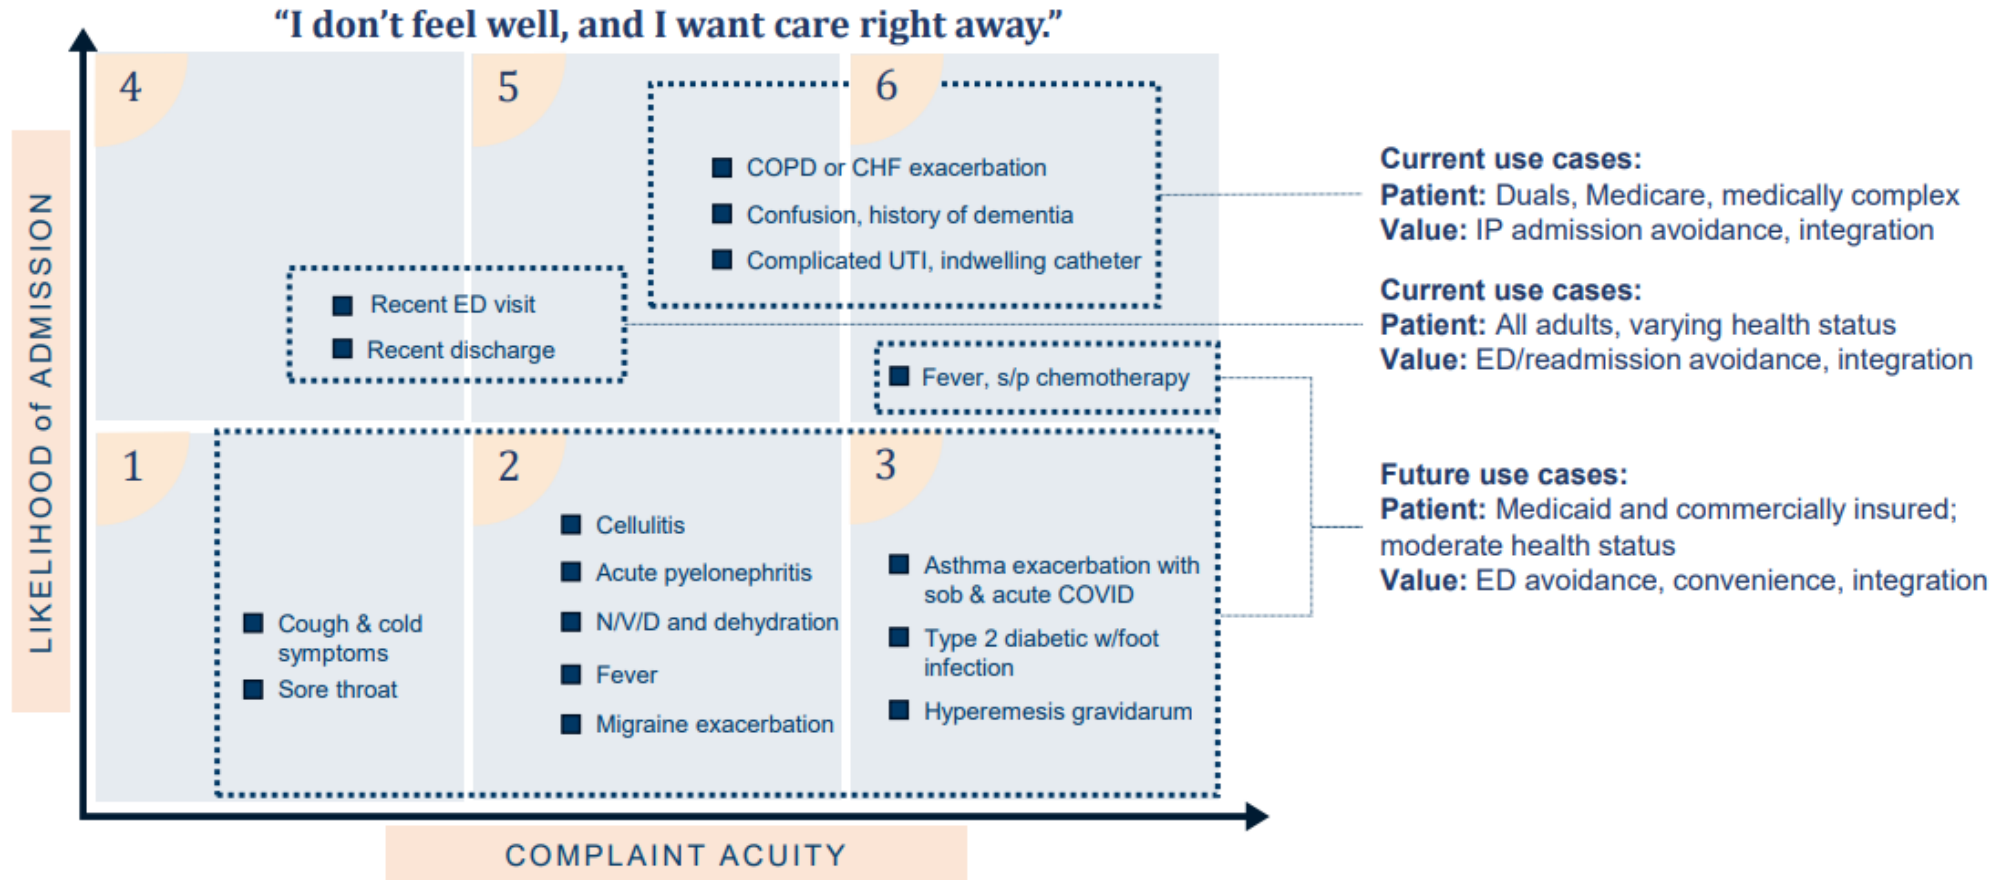 “I don’t feel well, and I want care right away.”
4
5
6
COPD or CHF exacerbation
Confusion, history of dementia
Complicated UTI, indwelling catheter
Recent ED visit
Recent discharge
Fever, s/p chemotherapy
1
2
3
Cough & cold
symptoms
Sore throat
Cellulitis
Acute pyelonephritis
N/V/D and dehydration
Fever
Migraine exacerbation
Asthma exacerbation with
sob & acute COVID
Type 2 diabetic w/foot
infection
Hyperemesis gravidarum
LIKELIHOOD of ADMISSION
COMPLAINT ACUITY
Current use cases:
Patient: Duals, Medicare, medically complex
Value: IP admission avoidance, integration
Current use cases:
Patient: All adults, varying health status
Value: ED/readmission avoidance, integration
Future use cases:
Patient: Medicaid and commercially insured;
moderate health status
Value: ED avoidance, convenience, integration